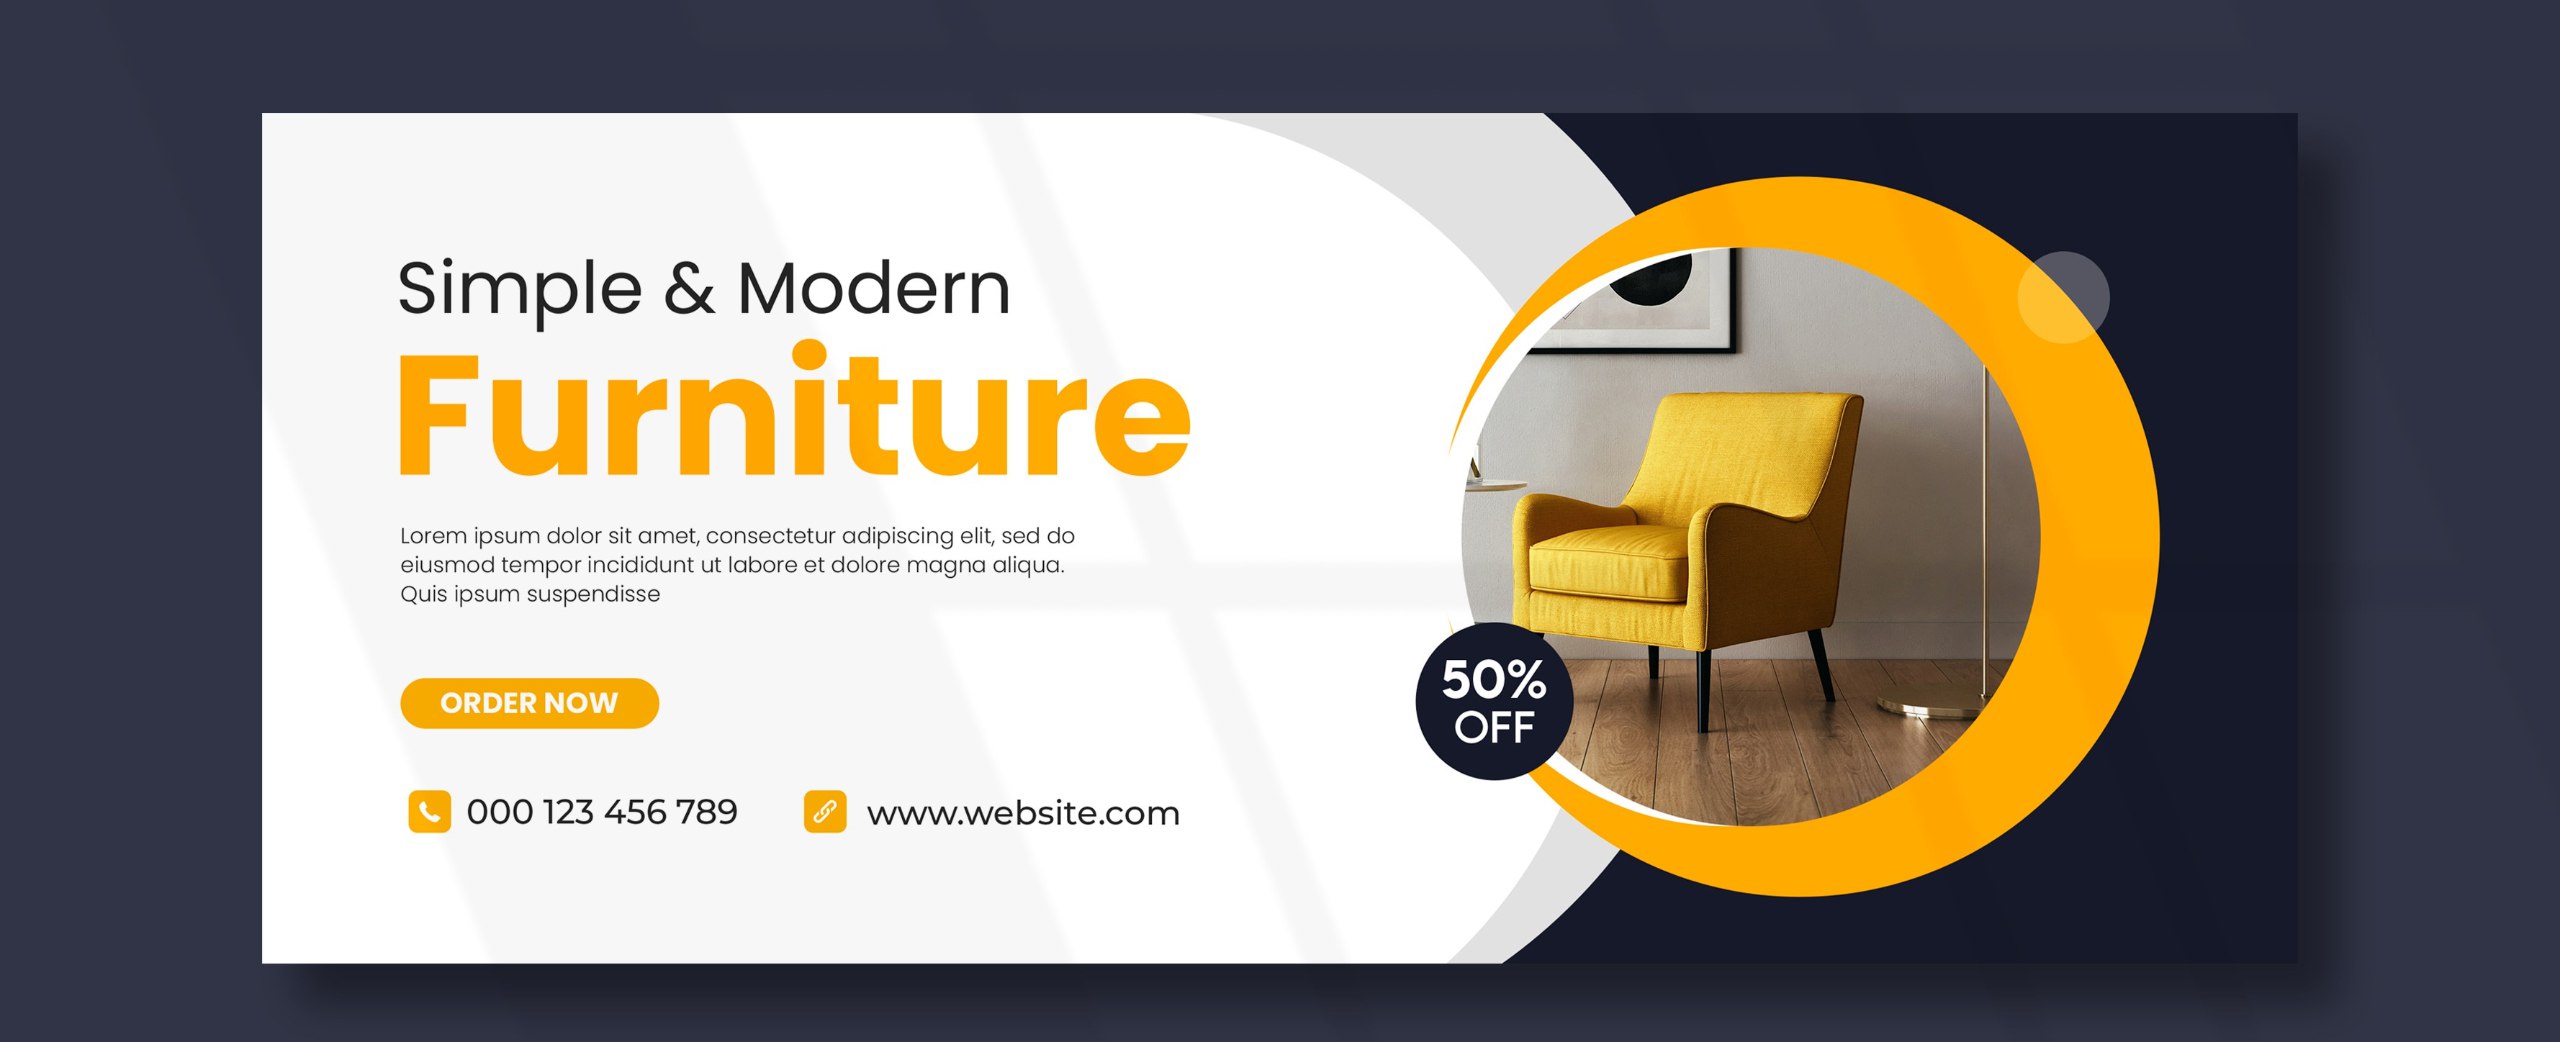 Simple & Modern
Furniture
Lorem ipsum dolor sit amet, consectetur adipiscing elit, sed do
eiusmod tempor incididunt ut labore et dolore magna aliqua.
Quis ipsum suspendisse
ORDER NOW
000 123 456 789
www.website.com
50%
OFF